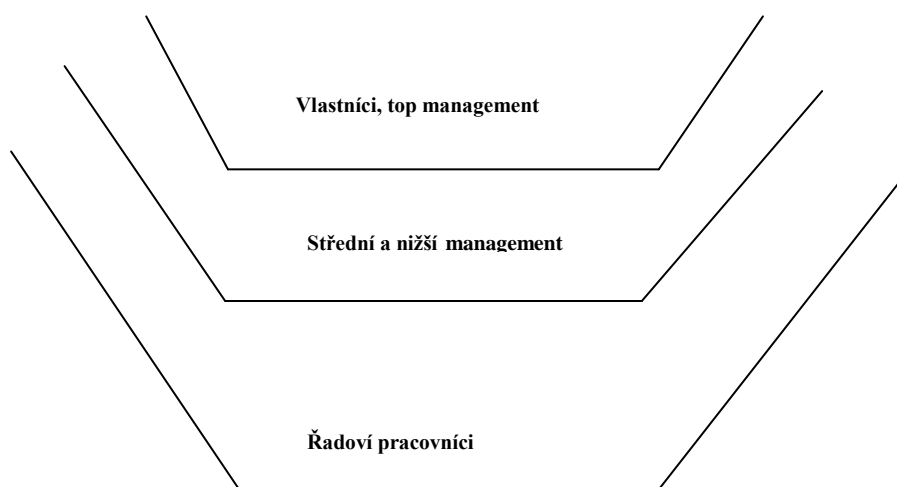 Vlastníci, top management
Střední a nižší management
Řadoví pracovníci